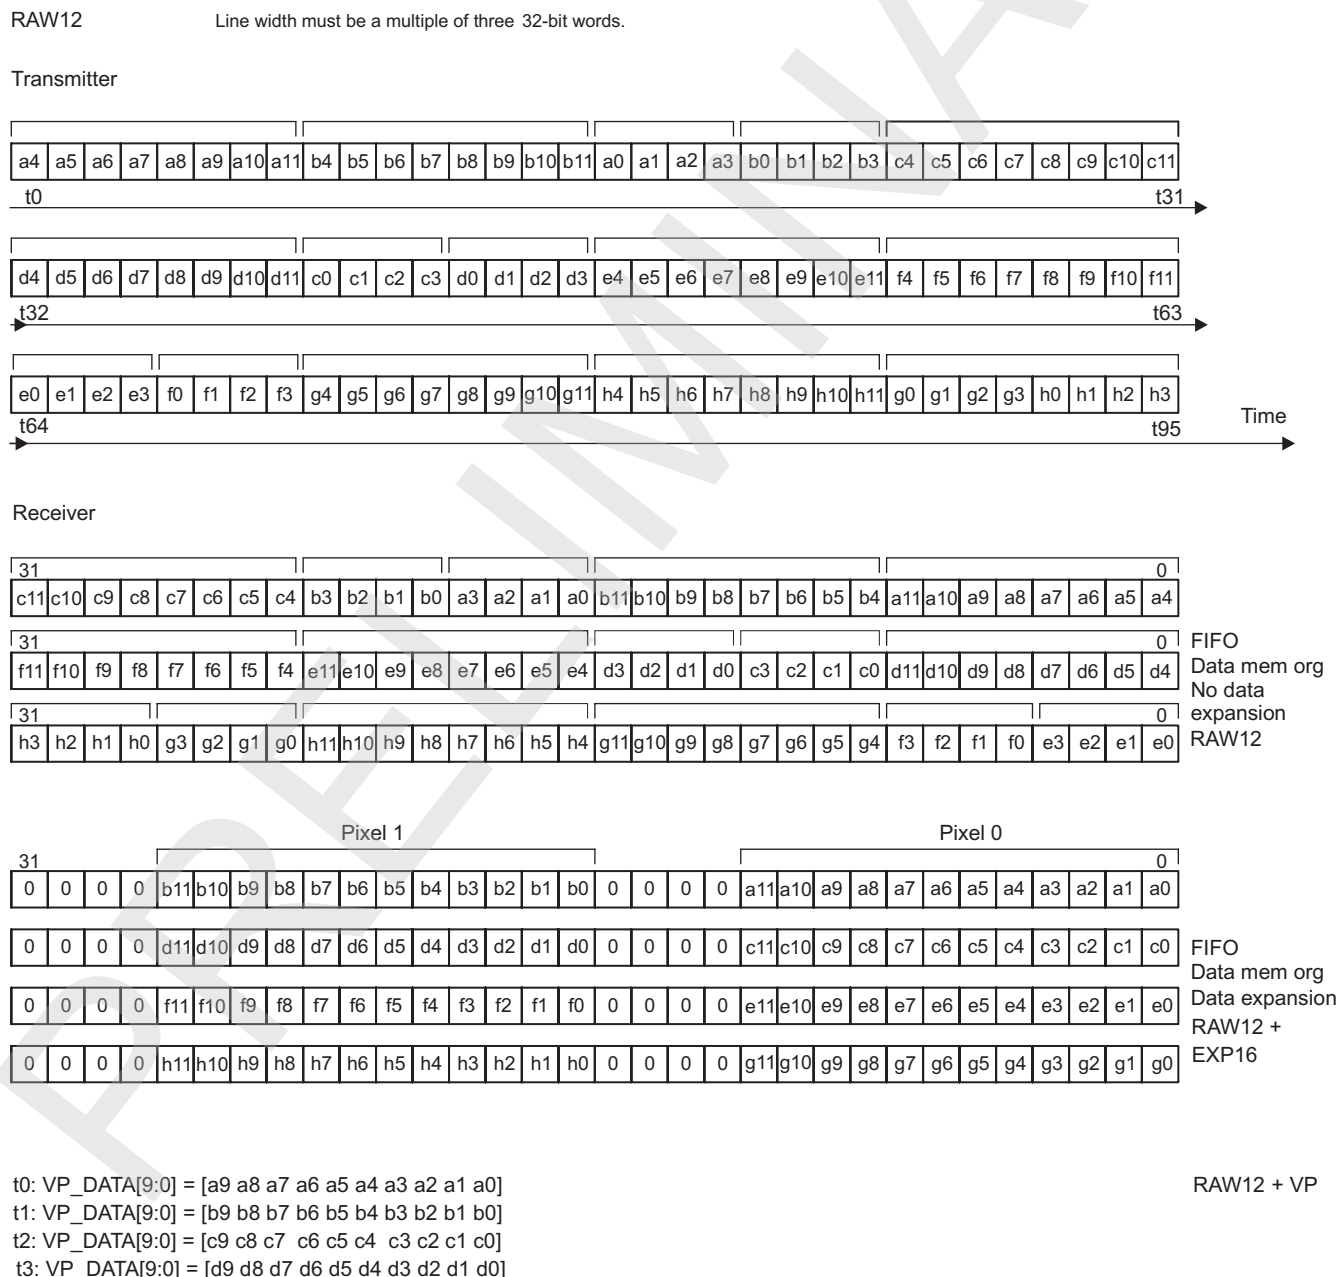 RAW12 Line width must be a multiple of three 32-bit words.
Transmitter
a4 a5 a6 a7 a8 a9 a10 a11 b4 b5 b6 b7 b8 b9 b10 b11 a0 a1 a2 a3 b0 b1 b2 b3 c4 c5 c6 c7 c8 c9 c10 c11
t0 t31
d4 d5 d6 d7 d8 d9 d10 d11 c0 c1 c2 c3 d0 d1 d2 d3 e4 e5 e6 e7 e8 e9 e10 e11 f4 f5 f6 f7 f8 f9 f10 f11
t32 t63
e0 e1 e2 e3 f0 f1 f2 f3 g4 g5 g6 g7 g8 g9 g10 g11 h4 h5 h6 h7 h8 h9 h10 h11 g0 g1 g2 g3 h0 h1 h2 h3
t64 t95 Time
Receiver
31 0
c11 c10 c9 c8 c7 c6 c5 c4 b3 b2 b1 b0 a3 a2 a1 a0 b11 b10 b9 b8 b7 b6 b5 b4 a11 a10 a9 a8 a7 a6 a5 a4
31 0 FIFO
f11 f10 f9 f8 f7 f6 f5 f4 e11 e10 e9 e8 e7 e6 e5 e4 d3 d2 d1 d0 c3 c2 c1 c0 d11 d10 d9 d8 d7 d6 d5 d4 Data mem org
No data
31 0 expansion
h3 h2 h1 h0 g3 g2 g1 g0 h11 h10 h9 h8 h7 h6 h5 h4 g11 g10 g9 g8 g7 g6 g5 g4 f3 f2 f1 f0 e3 e2 e1 e0 RAW12
Pixel 1 Pixel 0
31 0
0 0 0 0 b11 b10 b9 b8 b7 b6 b5 b4 b3 b2 b1 b0 0 0 0 0 a11 a10 a9 a8 a7 a6 a5 a4 a3 a2 a1 a0
0 0 0 0 d11 d10 d9 d8 d7 d6 d5 d4 d3 d2 d1 d0 0 0 0 0 c11 c10 c9 c8 c7 c6 c5 c4 c3 c2 c1 c0 FIFO
Data mem org
0 0 0 0 f11 f10 f9 f8 f7 f6 f5 f4 f3 f2 f1 f0 0 0 0 0 e11 e10 e9 e8 e7 e6 e5 e4 e3 e2 e1 e0 Data expansion
RAW12 +
0 0 0 0 h11 h10 h9 h8 h7 h6 h5 h4 h3 h2 h1 h0 0 0 0 0 g11 g10 g9 g8 g7 g6 g5 g4 g3 g2 g1 g0 EXP16
t0: VP_DATA[9:0] = [a9 a8 a7 a6 a5 a4 a3 a2 a1 a0] RAW12 + VP
t1: VP_DATA[9:0] = [b9 b8 b7 b6 b5 b4 b3 b2 b1 b0]
t2: VP_DATA[9:0] = [c9 c8 c7 c6 c5 c4 c3 c2 c1 c0]
t3: VP_DATA[9:0] = [d9 d8 d7 d6 d5 d4 d3 d2 d1 d0]
PRELIMINA